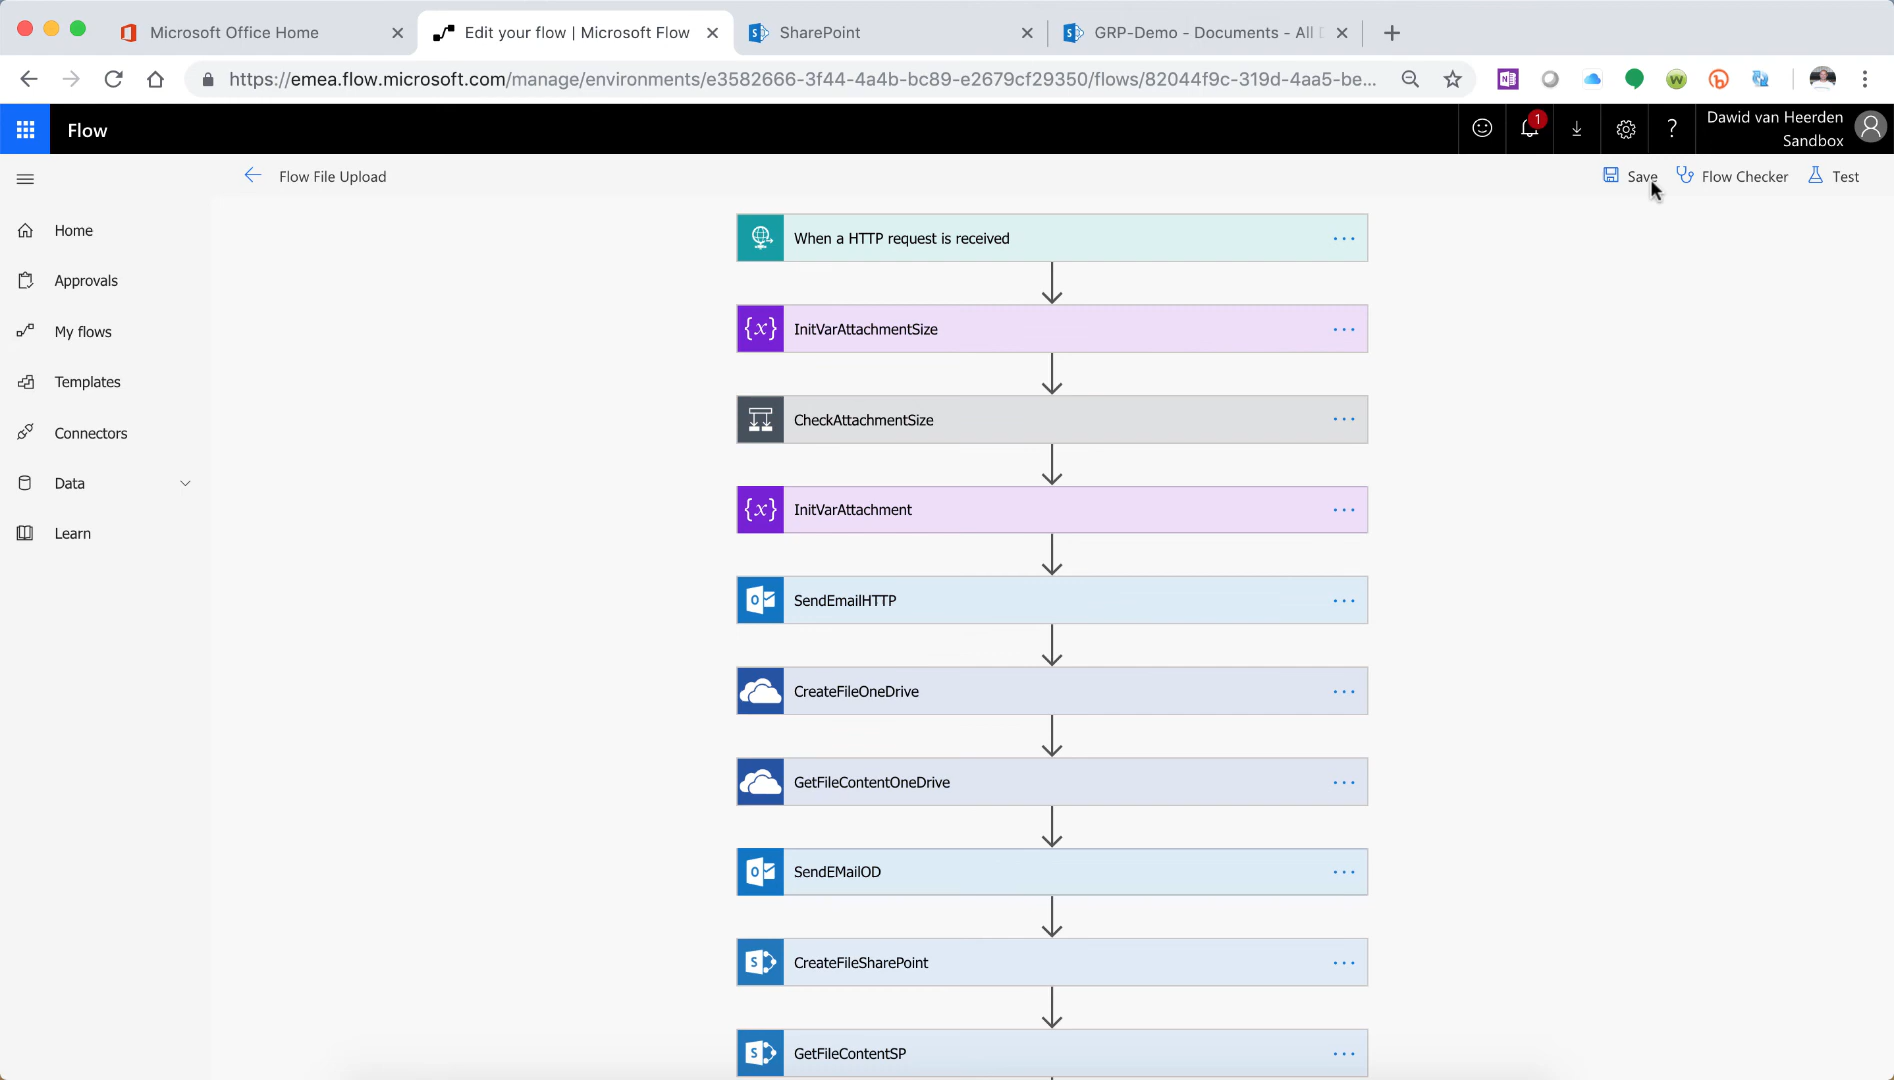 Microsoft Office Home
Edit your flow | Microsoft Flow
SharePoint
GRP-Demo - Documents - All
https://emea.flow.microsoft.com/manage/environments/e3582666-3f44-4a4b-bc89-e2679cf29350/flows/82044f9c-319d-4aa5-be...
Flow
1
?
Dawid van Heerden
Sandbox
Flow File Upload
Save
Flow Checker
Test
Home
Approvals
My flows
Templates
Connectors
Data
Learn
When a HTTP request is received
InitVarAttachmentSize
CheckAttachmentSize
InitVarAttachment
SendEmailHTTP
CreateFileOneDrive
GetFileContentOneDrive
SendEMailOD
CreateFileSharePoint
GetFileContentSP